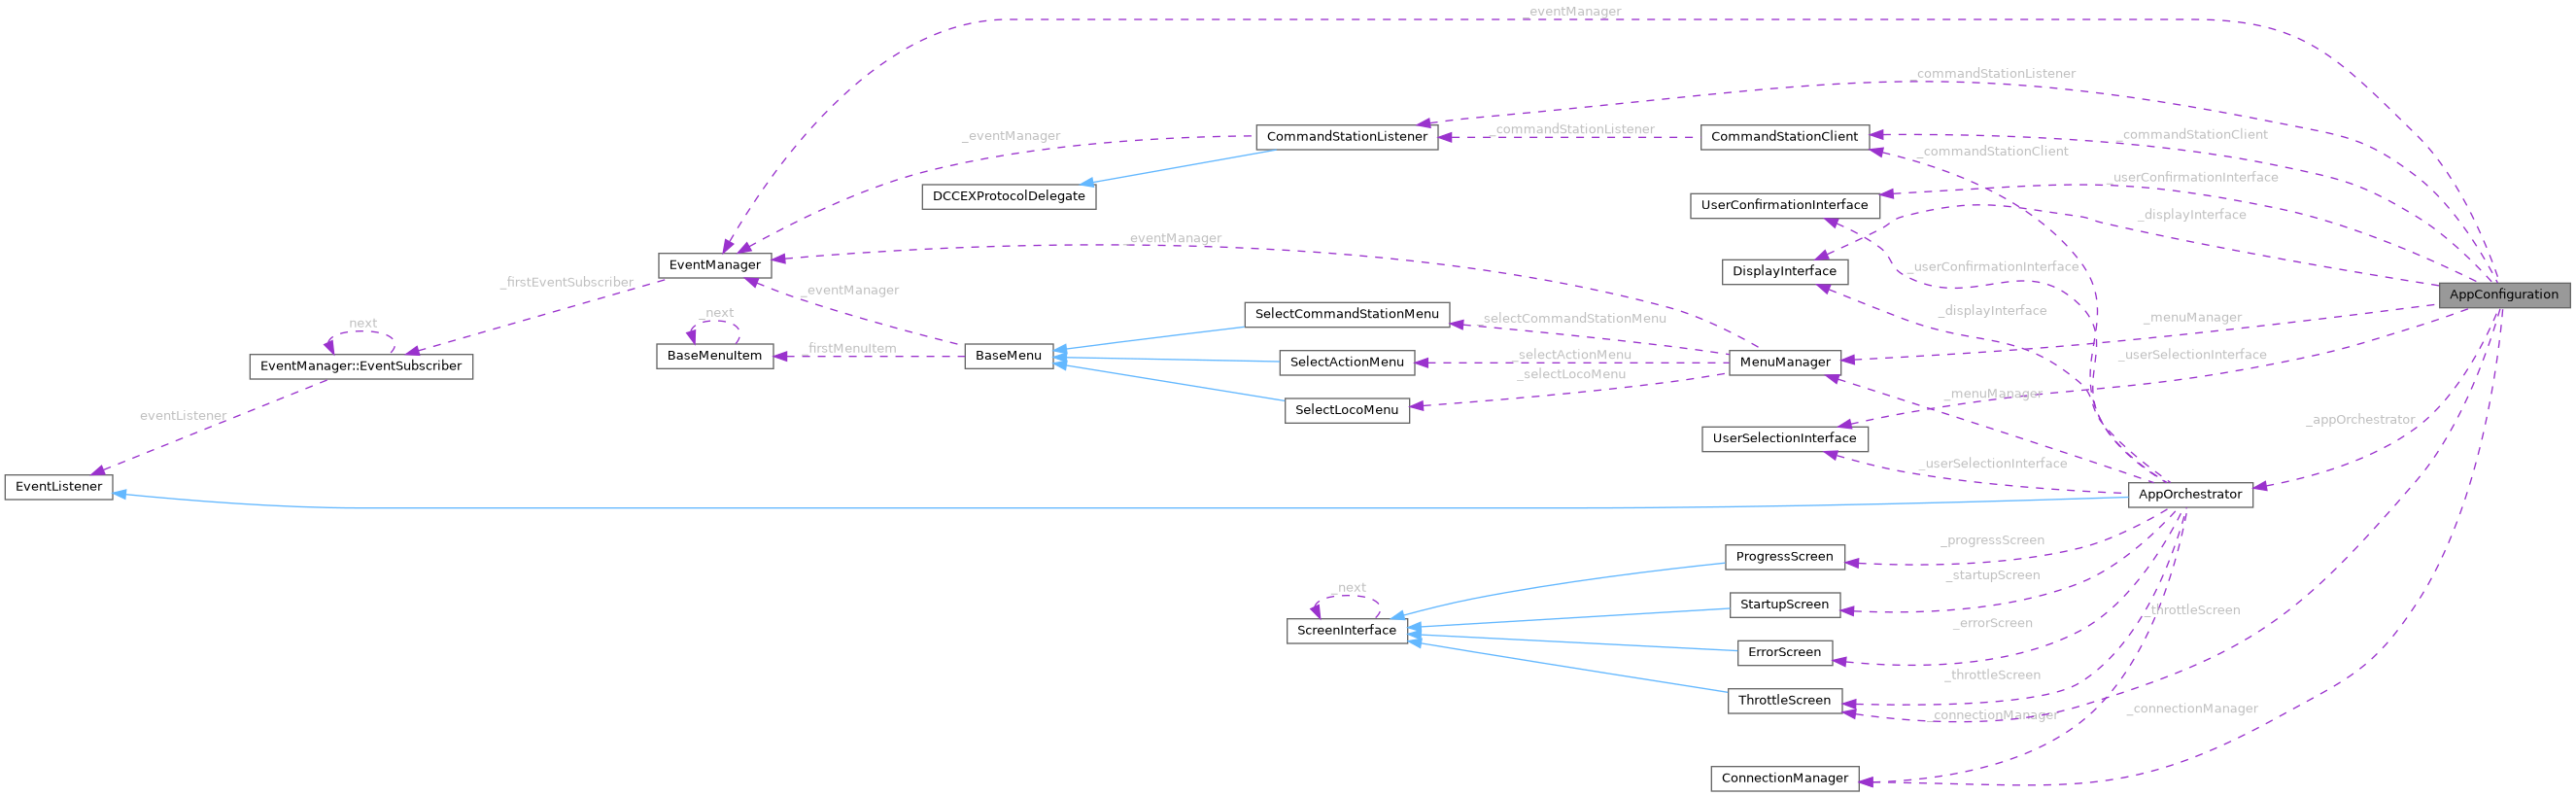 _eventManager
_commandStationListener
_eventManager
CommandStationListener
_commandStationListener
CommandStationClient
_commandStationClient
_commandStationClient
DCCEXProtocolDelegate
UserConfirmationInterface
_userConfirmationInterface
_displayInterface
_eventManager
EventManager
DisplayInterface
_userConfirmationInterface
_firstEventSubscriber
_eventManager
AppConfiguration
_next
_next
SelectCommandStationMenu
_selectCommandStationMenu
_displayInterface
_menuManager
EventManager::EventSubscriber
BaseMenuItem
_firstMenuItem
BaseMenu
SelectActionMenu
_selectActionMenu
MenuManager
_userSelectionInterface
_selectLocoMenu
SelectLocoMenu
_menuManager
eventListener
UserSelectionInterface
_appOrchestrator
_userSelectionInterface
EventListener
AppOrchestrator
ProgressScreen
_progressScreen
_next
StartupScreen
_startupScreen
ScreenInterface
_errorScreen
_throttleScreen
ErrorScreen
_throttleScreen
ThrottleScreen
_connectionManager
_connectionManager
ConnectionManager